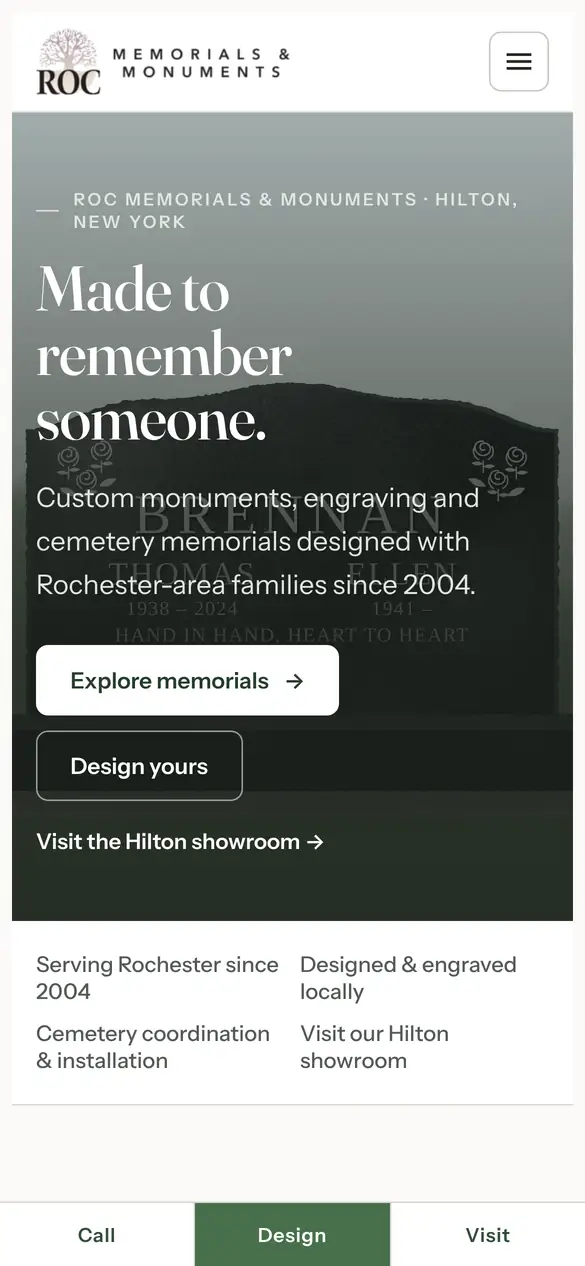 ROC
MEMORIALS &
MONUMENTS
ROC MEMORIALS & MONUMENTS · HILTON,
NEW YORK
Made to
remember
someone.
Custom monuments, engraving and
cemetery memorials designed with
Rochester-area families since 2004.
BRENNAN
THOMAS ELLEN
1938 – 2024 1941 –
HAND IN HAND, HEART TO HEART
Explore memorials →
Design yours
Visit the Hilton showroom →
Serving Rochester since
2004
Designed & engraved
locally
Cemetery coordination
& installation
Visit our Hilton
showroom
Call Design Visit